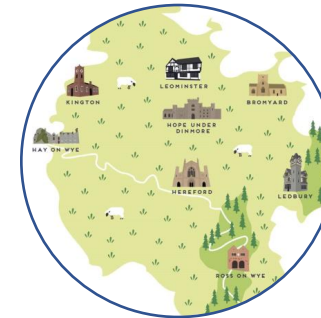 LEOMINSTER
KINGTON
BROMYARD
HOPE UNDER
DINMORE
HAY ON WYE
HEREFORD
LEDBURY
ROSS ON WYE